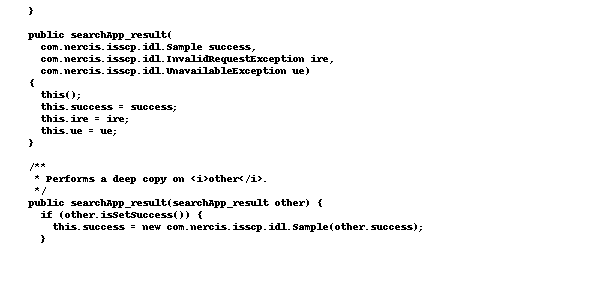 }

public searchApp_result(
com.nercis.isscp.idl.Sample success,
com.nercis.isscp.idl.InvalidRequestException ire,
com.nercis.isscp.idl.UnavailableException ue)
{
this();
this.success = success;
this.ire = ire;
this.ue = ue;
}

/**
* Performs a deep copy on <i>other</i>.
*/
public searchApp_result(searchApp_result other) {
if (other.isSetSuccess()) {
this.success = new com.nercis.isscp.idl.Sample(other.success);
}